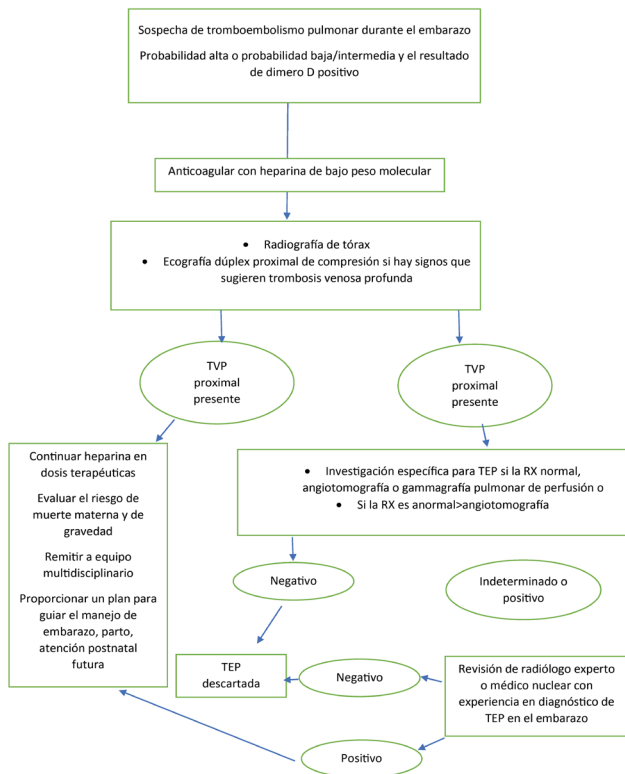 Sospecha de tromboembolismo pulmonar durante el embarazo
Probabilidad alta o probabilidad baja/intermedia y el resultado
de dimero D positivo
Anticoagular con heparina de bajo peso molecular
• Radiografía de tórax
• Ecografía dúplex proximal de compresión si hay signos que
sugieren trombosis venosa profunda
TVP
proximal
presente
TVP
proximal
presente
Continuar heparina en
dosis terapéuticas
Evaluar el riesgo de
muerte materna y de
gravedad
Remitir a equipo
multidisciplinario
Proporcionar un plan para
guiar el manejo de
embarazo, parto,
atención postnatal
futura
• Investigación específica para TEP si la RX normal,
angiotomografía o gammagrafía pulmonar de perfusión o
• Si la RX es anormal>angiotomografía
Negativo
Indeterminado o
positivo
TEP
descartada
Negativo
Revisión de radiólogo experto
o médico nuclear con
experiencia en diagnóstico de
TEP en el embarazo
Positivo